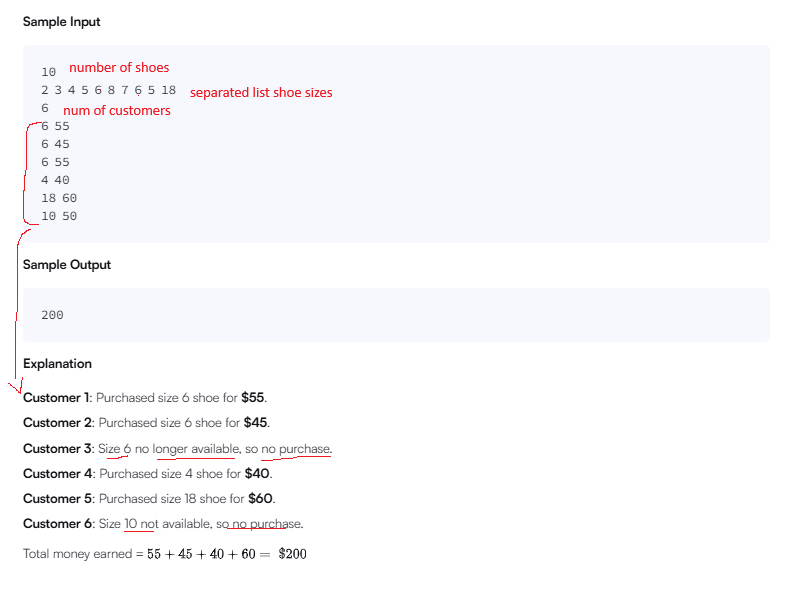 Sample Input
10 number of shoes
2 3 4 5 6 8 7 6 5 18 separated list shoe sizes
6 num of customers
6 55
6 45
6 55
4 40
18 60
10 50
Sample Output
200
Explanation
Customer 1: Purchased size 6 shoe for $55.
Customer 2: Purchased size 6 shoe for $45.
Customer 3: Size 6 no longer available, so no purchase.
Customer 4: Purchased size 4 shoe for $40.
Customer 5: Purchased size 18 shoe for $60.
Customer 6: Size 10 not available, so no purchase.
Total money earned = 55 + 45 + 40 + 60 = $200